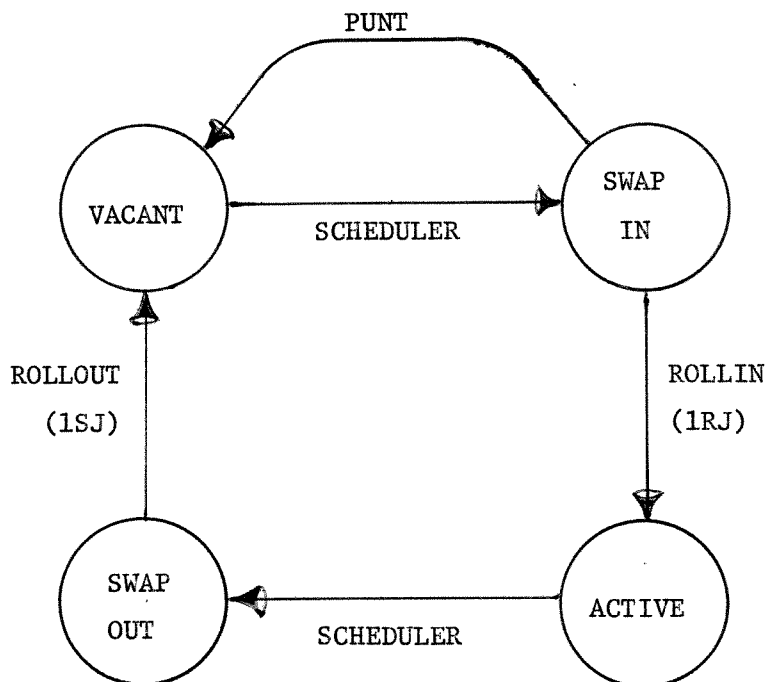 PUNT
VACANT
SCHEDULER
SWAP
IN
ROLLOUT
(1SJ)
ROLLIN
(1RJ)
SWAP
OUT
SCHEDULER
ACTIVE